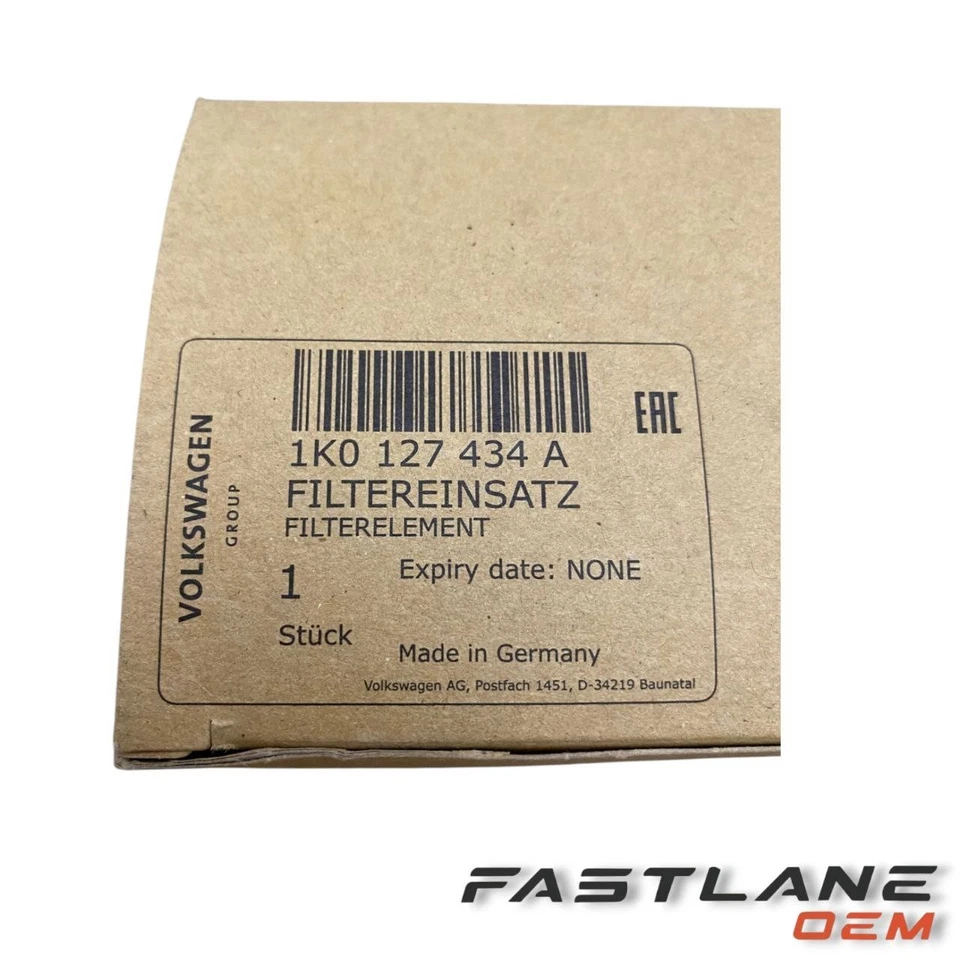 VOLKSWAGEN
GROUP
1K0 127 434 A
EAC
FILTEREINSATZ
FILTERELEMENT
1
Stück
Expiry date: NONE
Made in Germany
Volkswagen AG, Postfach 1451, D-34219 Baunatal
FASTLANE
OEM